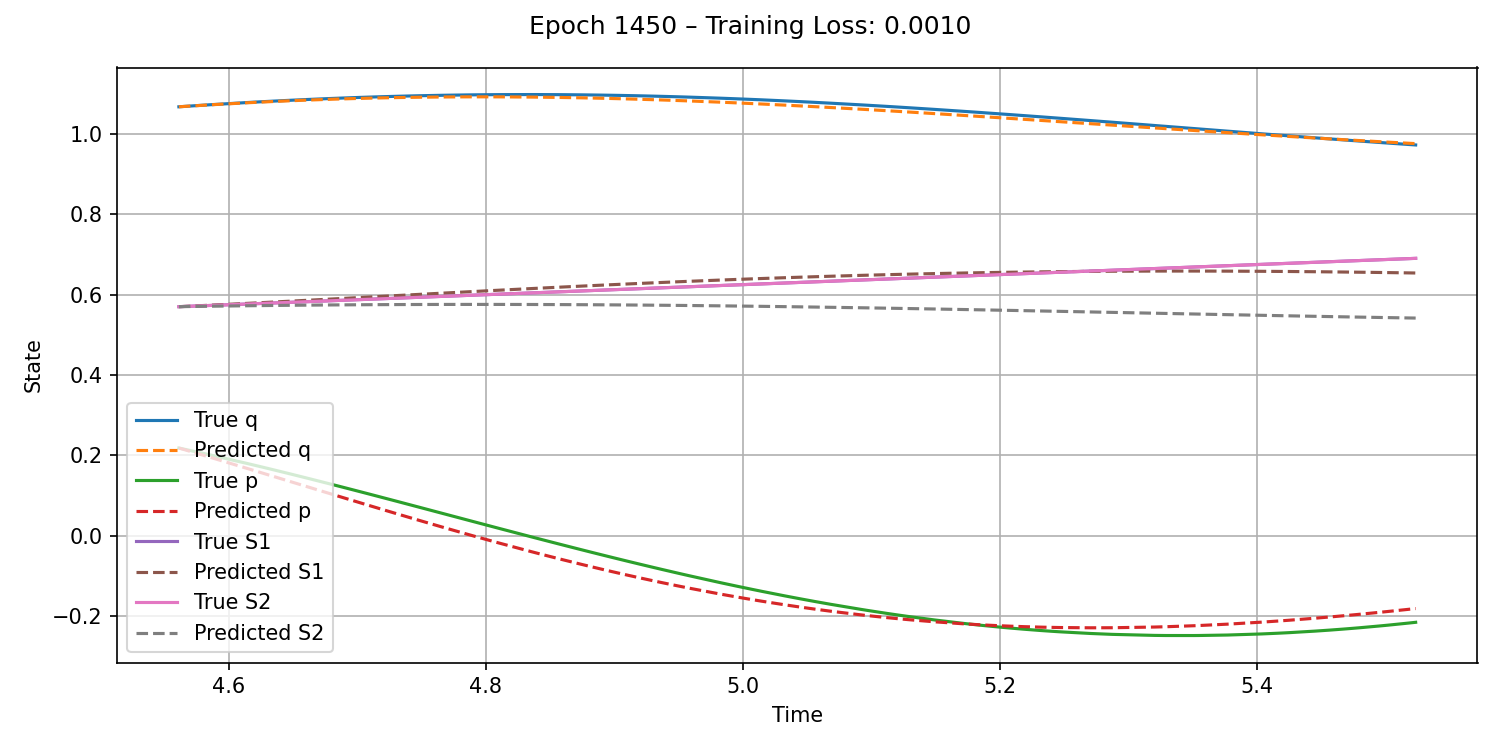 Epoch 1450 – Training Loss: 0.0010
State
1.0
0.8
0.6
0.4
0.2
0.0
−0.2
True q
Predicted q
True p
Predicted p
True S1
Predicted S1
True S2
Predicted S2
4.6 4.8 5.0 5.2 5.4
Time